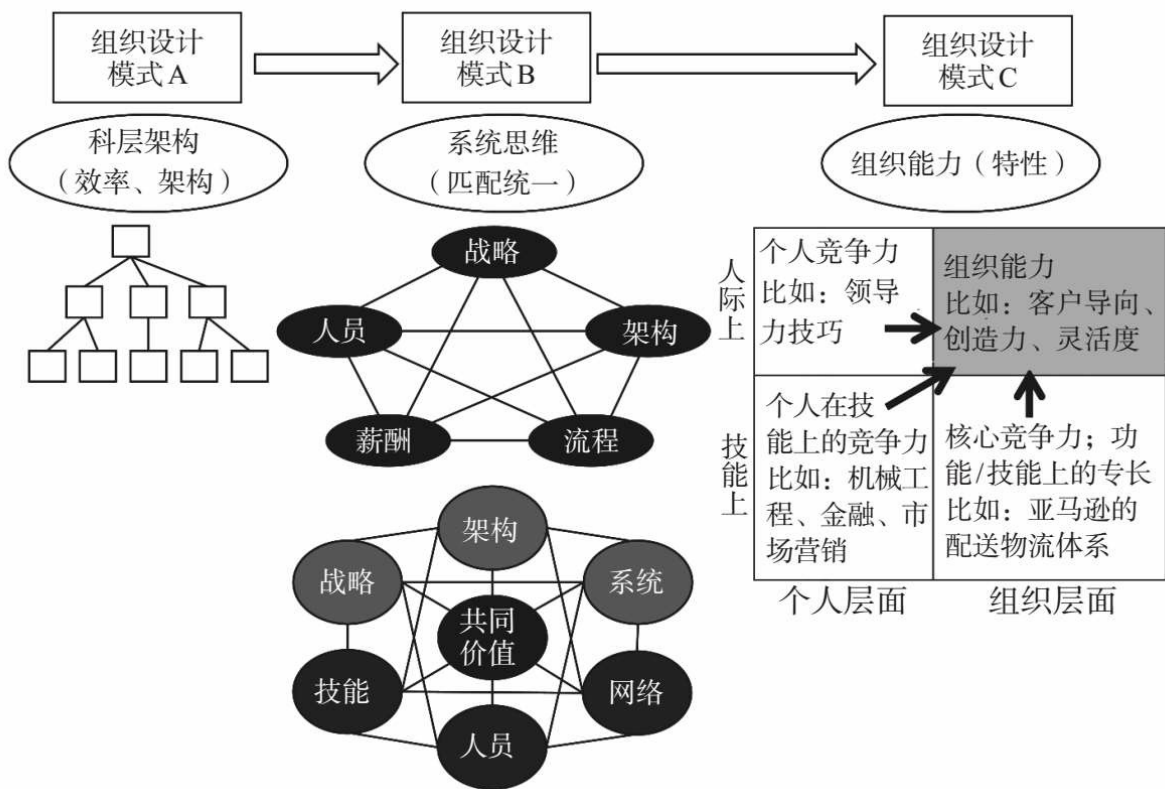 组织设计
模式A
组织设计
模式B
组织设计
模式C
科层架构
（效率、架构）
系统思维
（匹配统一）
组织能力（特性）
战略
人员
架构
薪酬
流程
架构
战略
系统
共同
价值
技能
网络
人员
人际上
技能上
个人竞争力
比如：领导
力技巧
组织能力
比如：客户导向、
创造力、灵活度
个人在技
能上的竞争力
比如：机械工
程、金融、市
场营销
核心竞争力；功
能/技能上的专长
比如：亚马逊的
配送物流体系
个人层面
组织层面